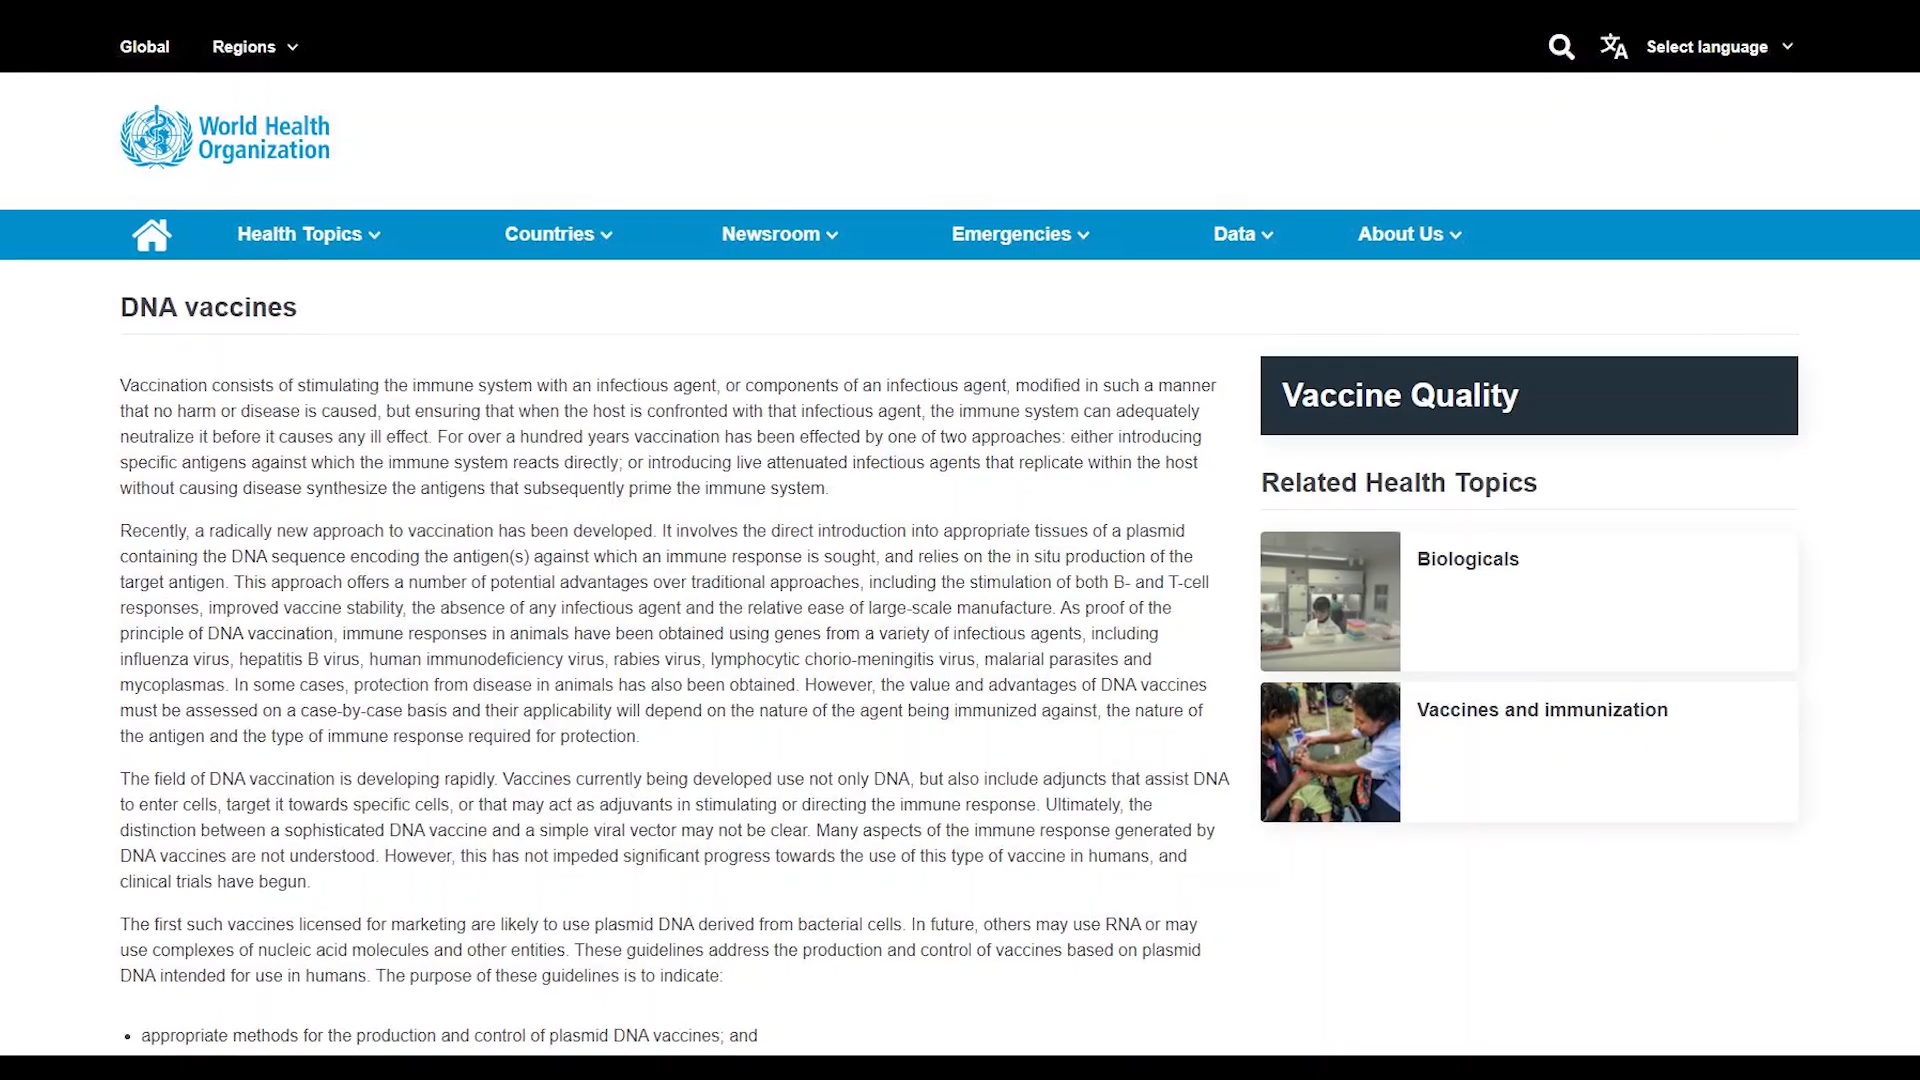 Global Regions Select language
World Health
Organization
Health Topics Countries Newsroom Emergencies Data About Us
DNA vaccines
Vaccination consists of stimulating the immune system with an infectious agent, or components of an infectious agent, modified in such a manner
that no harm or disease is caused, but ensuring that when the host is confronted with that infectious agent, the immune system can adequately
neutralize it before it causes any ill effect. For over a hundred years vaccination has been effected by one of two approaches: either introducing
specific antigens against which the immune system reacts directly; or introducing live attenuated infectious agents that replicate within the host
without causing disease synthesize the antigens that subsequently prime the immune system.
Recently, a radically new approach to vaccination has been developed. It involves the direct introduction into appropriate tissues of a plasmid
containing the DNA sequence encoding the antigen(s) against which an immune response is sought, and relies on the in situ production of the
target antigen. This approach offers a number of potential advantages over traditional approaches, including the stimulation of both B- and T-cell
responses, improved vaccine stability, the absence of any infectious agent and the relative ease of large-scale manufacture. As proof of the
principle of DNA vaccination, immune responses in animals have been obtained using genes from a variety of infectious agents, including
influenza virus, hepatitis B virus, human immunodeficiency virus, rabies virus, lymphocytic chorio-meningitis virus, malarial parasites and
mycoplasmas. In some cases, protection from disease in animals has also been obtained. However, the value and advantages of DNA vaccines
must be assessed on a case-by-case basis and their applicability will depend on the nature of the agent being immunized against, the nature of
the antigen and the type of immune response required for protection.
The field of DNA vaccination is developing rapidly. Vaccines currently being developed use not only DNA, but also include adjuncts that assist DNA
to enter cells, target it towards specific cells, or that may act as adjuvants in stimulating or directing the immune response. Ultimately, the
distinction between a sophisticated DNA vaccine and a simple viral vector may not be clear. Many aspects of the immune response generated by
DNA vaccines are not understood. However, this has not impeded significant progress towards the use of this type of vaccine in humans, and
clinical trials have begun.
The first such vaccines licensed for marketing are likely to use plasmid DNA derived from bacterial cells. In future, others may use RNA or may
use complexes of nucleic acid molecules and other entities. These guidelines address the production and control of vaccines based on plasmid
DNA intended for use in humans. The purpose of these guidelines is to indicate:
• appropriate methods for the production and control of plasmid DNA vaccines; and
Vaccine Quality
Related Health Topics
Biologicals
Vaccines and immunization